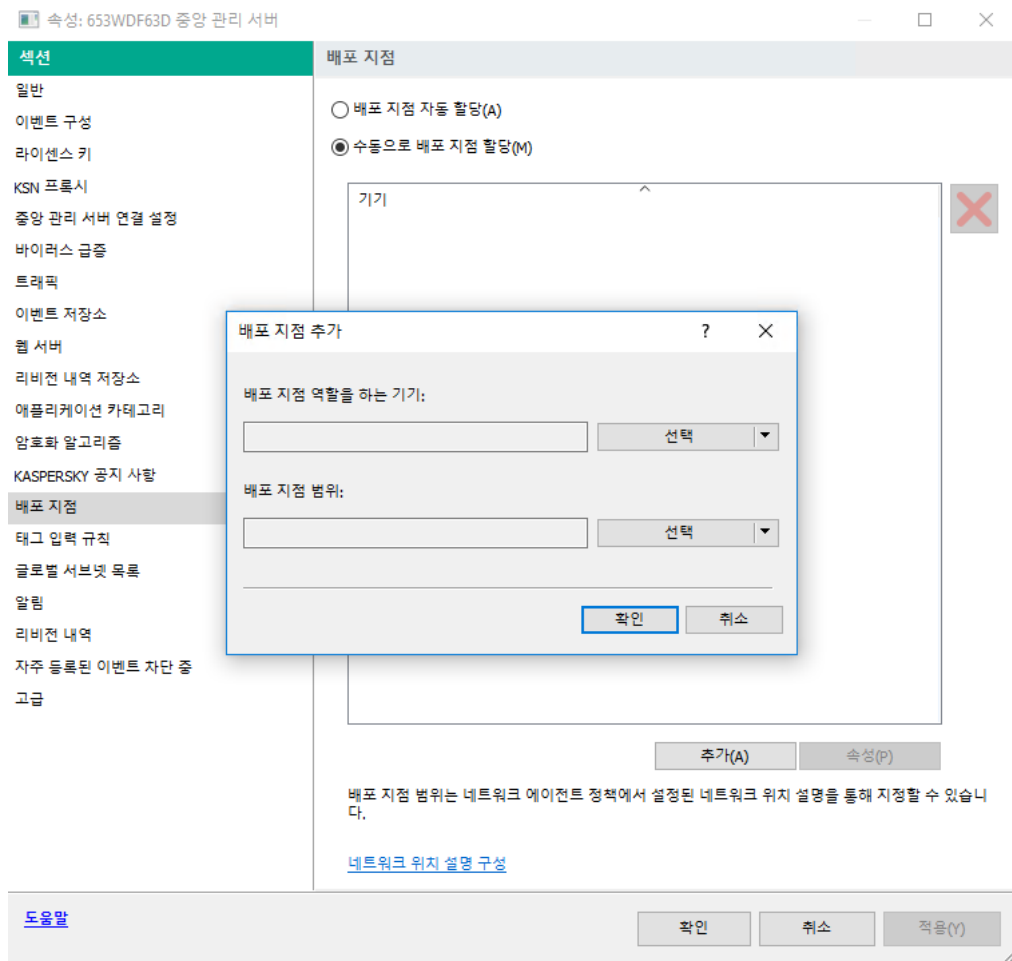 속성: 653WDF63D 중앙 관리 서버
섹션
일반
이벤트 구성
라이센스 키
KSN 프록시
중앙 관리 서버 연결 설정
바이러스 급증
트래픽
이벤트 저장소
웹 서버
리비전 내역 저장소
애플리케이션 카테고리
암호화 알고리즘
KASPERSKY 공지 사항
배포 지점
태그 입력 규칙
글로벌 서브넷 목록
알림
리비전 내역
자주 등록된 이벤트 차단 중
고급
배포 지점
배포 지점 자동 할당(A)
수동으로 배포 지점 할당(M)
기기
배포 지점 추가 ?
배포 지점 역할을 하는 기기:
선택
배포 지점 범위:
선택
확인 취소
추가(A) 속성(P)
배포 지점 범위는 네트워크 에이전트 정책에서 설정된 네트워크 위치 설명을 통해 지정할 수 있습니
다.
네트워크 위치 설명 구성
도움말
확인 취소 적용(Y)